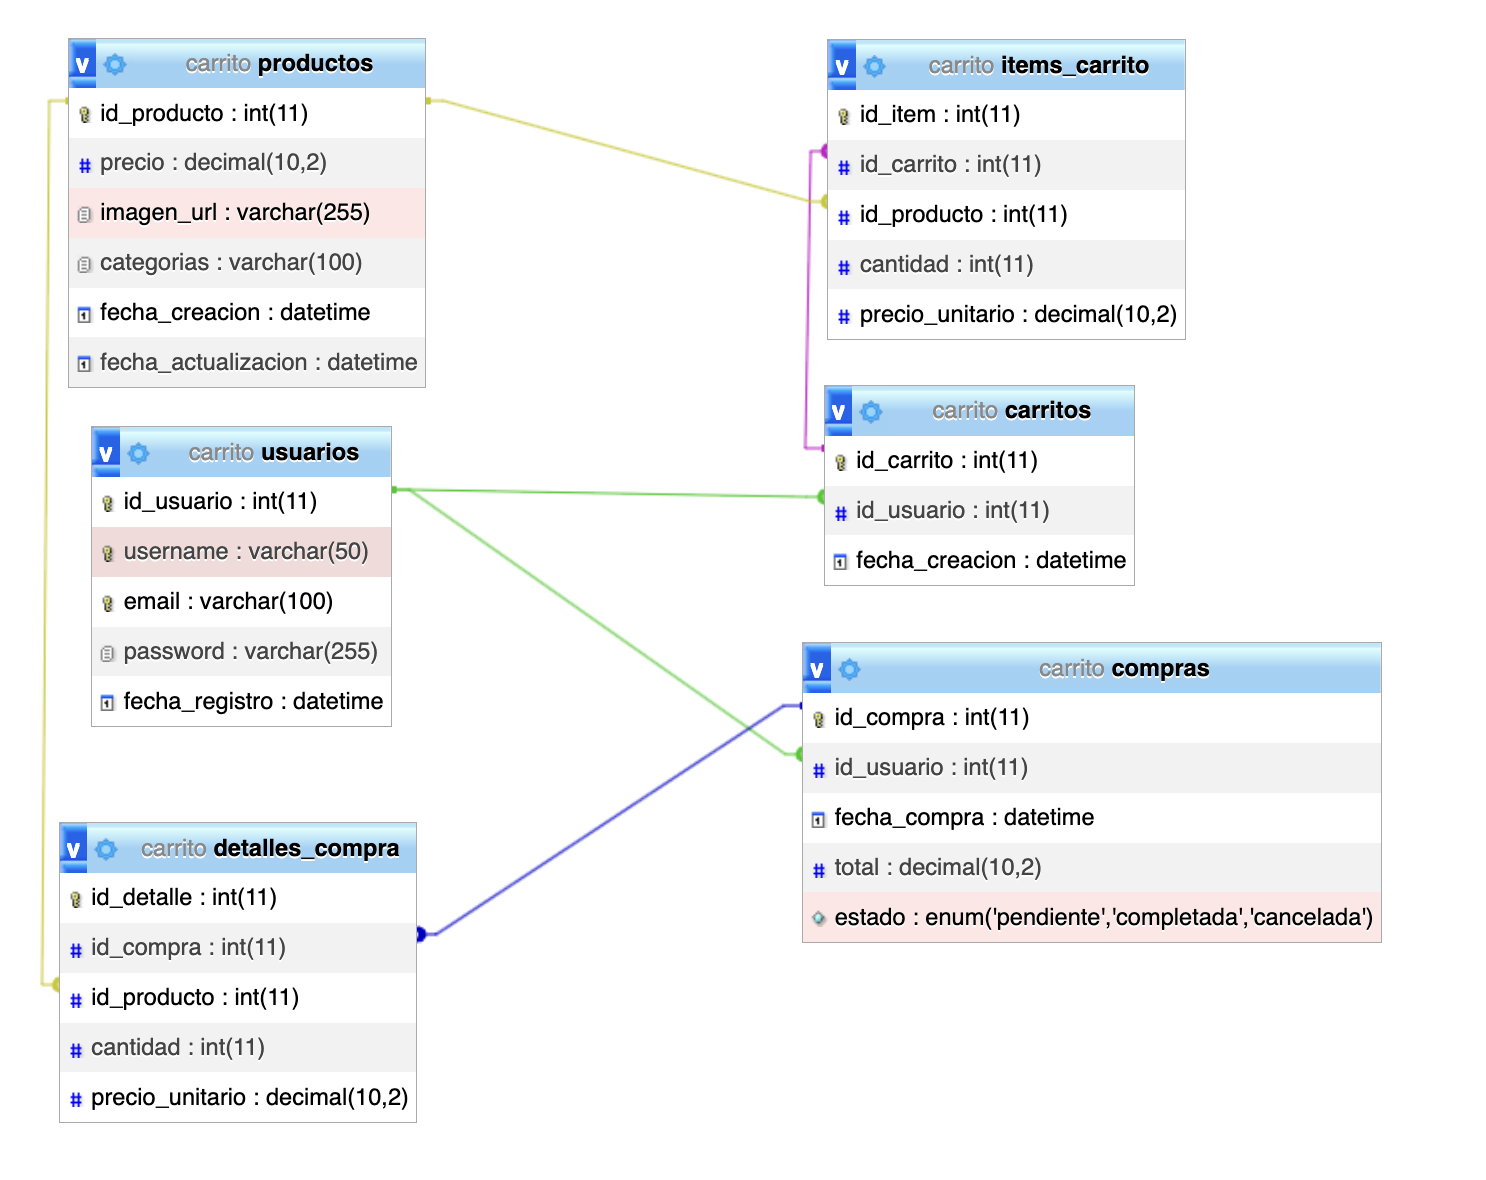 v carrito productos
id_producto : int(11)
# precio : decimal(10,2)
imagen_url : varchar(255)
categorias : varchar(100)
fecha_creacion : datetime
fecha_actualizacion : datetime
v carrito usuarios
id_usuario : int(11)
username : varchar(50)
email : varchar(100)
password : varchar(255)
fecha_registro : datetime
v carrito detalles_compra
id_detalle : int(11)
# id_compra : int(11)
# id_producto : int(11)
# cantidad : int(11)
# precio_unitario : decimal(10,2)
v carrito items_carrito
id_item : int(11)
# id_carrito : int(11)
# id_producto : int(11)
# cantidad : int(11)
# precio_unitario : decimal(10,2)
v carrito carritos
id_carrito : int(11)
# id_usuario : int(11)
fecha_creacion : datetime
v carrito compras
id_compra : int(11)
# id_usuario : int(11)
fecha_compra : datetime
# total : decimal(10,2)
estado : enum('pendiente','completada','cancelada')